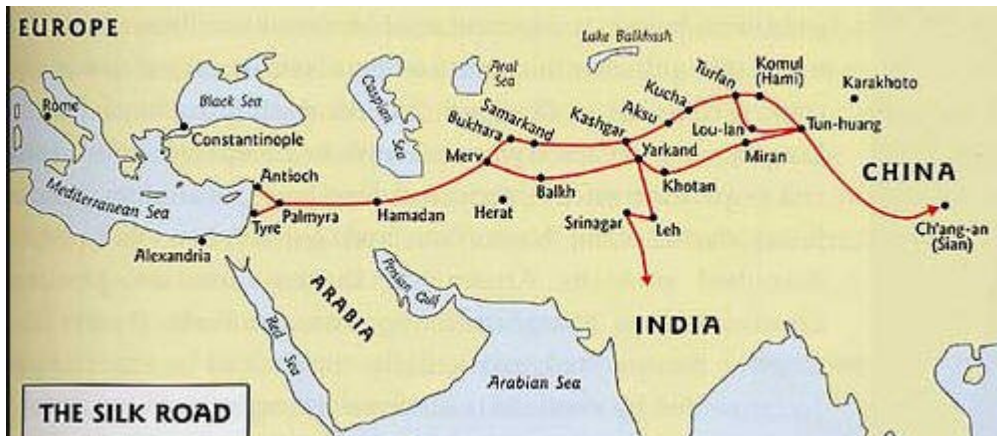 EUROPE
Lake Balkhash
Aral
Sea
Komul
(Hami)
Turfan
Karakhoto
Rome
Black Sea
Caspian
Sea
Kucha
Samarkand
Aksu
Bukhara
Kashgar
Lou-lan
Tun-huang
Constantinople
Merv
Yarkand
Miran
CHINA
Antioch
Balkh
Khotan
Mediterranean Sea
Palmyra
Hamadan
Herat
Srinagar
Tyre
Leh
Ch'ang-an
(Sian)
Alexandria
Persian Gulf
ARABIA
Red
Sea
INDIA
Arabian Sea
THE SILK ROAD